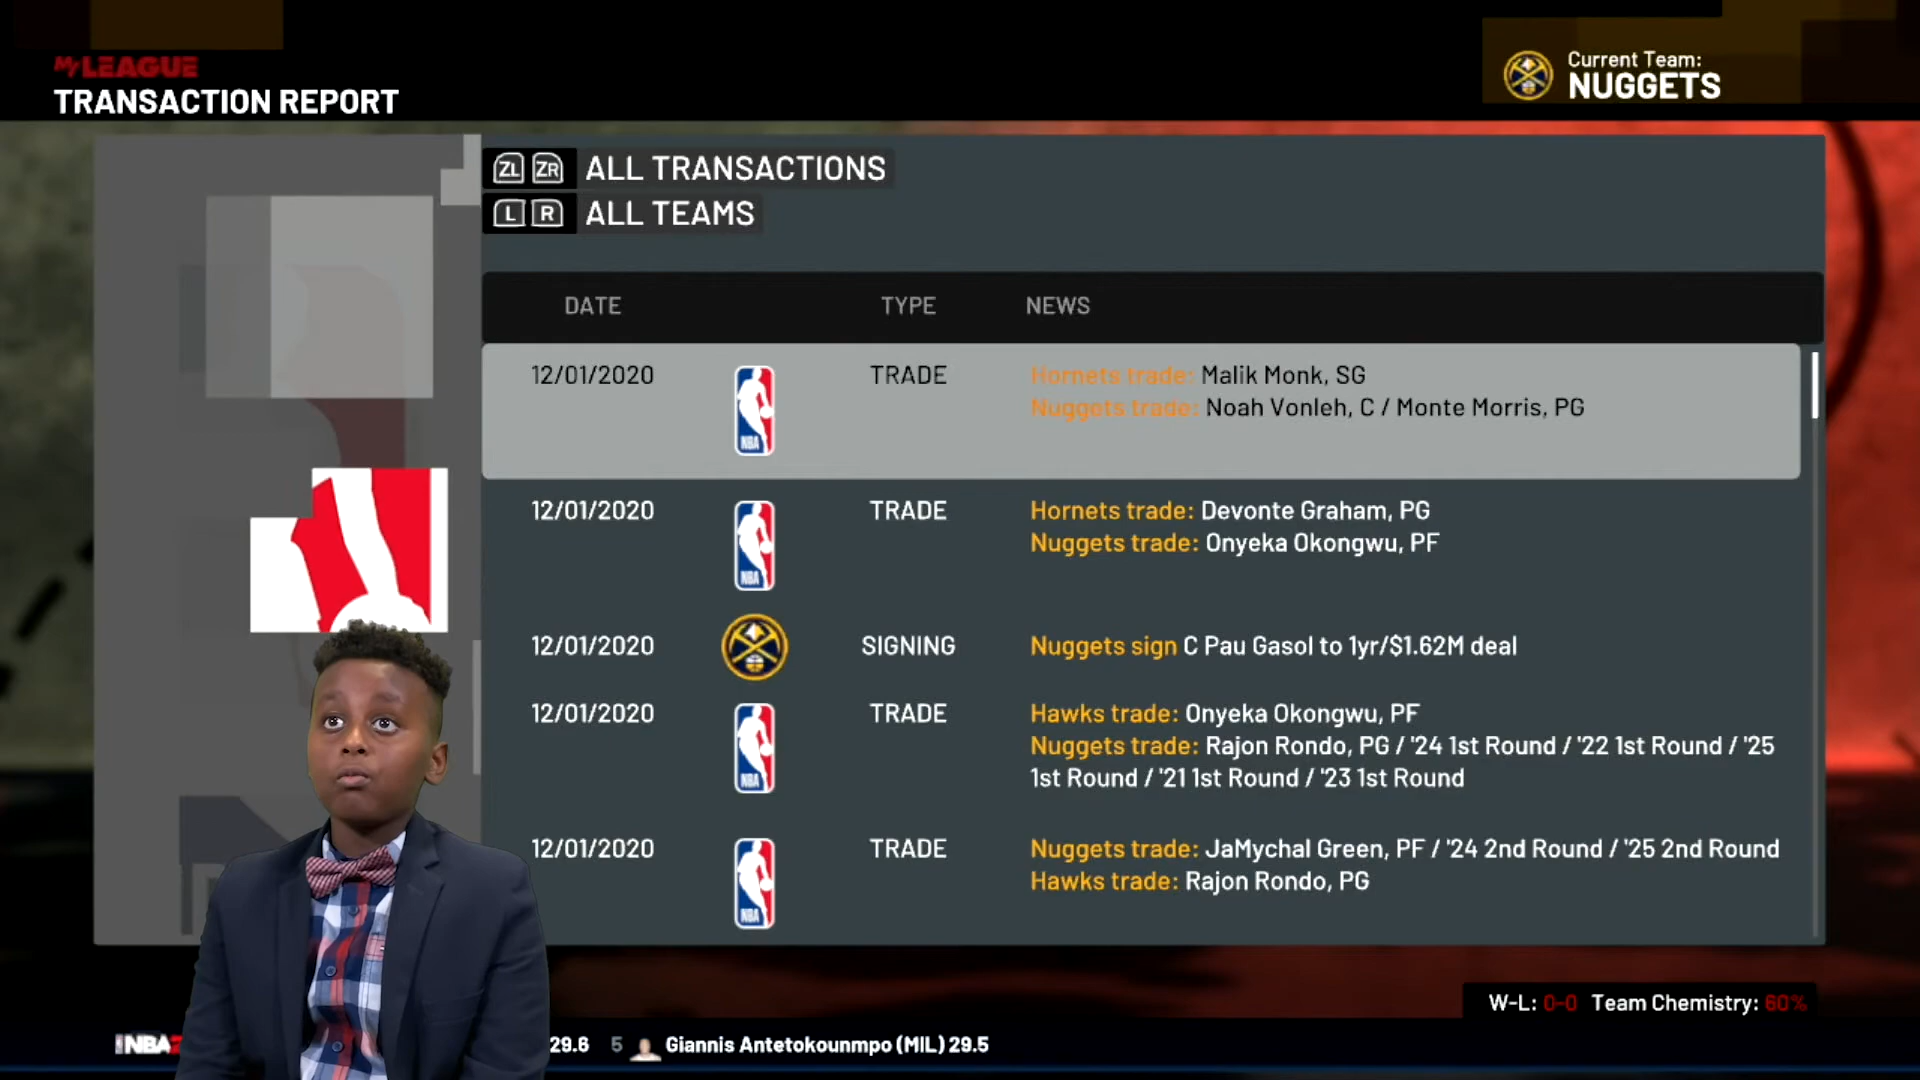 MyLEAGUE
TRANSACTION REPORT
Current Team:
NUGGETS
ZL ZR ALL TRANSACTIONS
L R ALL TEAMS
DATE TYPE NEWS
12/01/2020 NBA TRADE Hornets trade: Malik Monk, SG
Nuggets trade: Noah Vonleh, C / Monte Morris, PG
12/01/2020 NBA TRADE Hornets trade: Devonte Graham, PG
Nuggets trade: Onyeka Okongwu, PF
12/01/2020 SIGNING Nuggets sign C Pau Gasol to 1yr/$1.62M deal
12/01/2020 NBA TRADE Hawks trade: Onyeka Okongwu, PF
Nuggets trade: Rajon Rondo, PG / '24 1st Round / '22 1st Round / '25
1st Round / '21 1st Round / '23 1st Round
12/01/2020 NBA TRADE Nuggets trade: JaMychal Green, PF / '24 2nd Round / '25 2nd Round
Hawks trade: Rajon Rondo, PG
W-L: 0-0 Team Chemistry: 60%
NBA 29.6 5 Giannis Antetokounmpo (MIL) 29.5